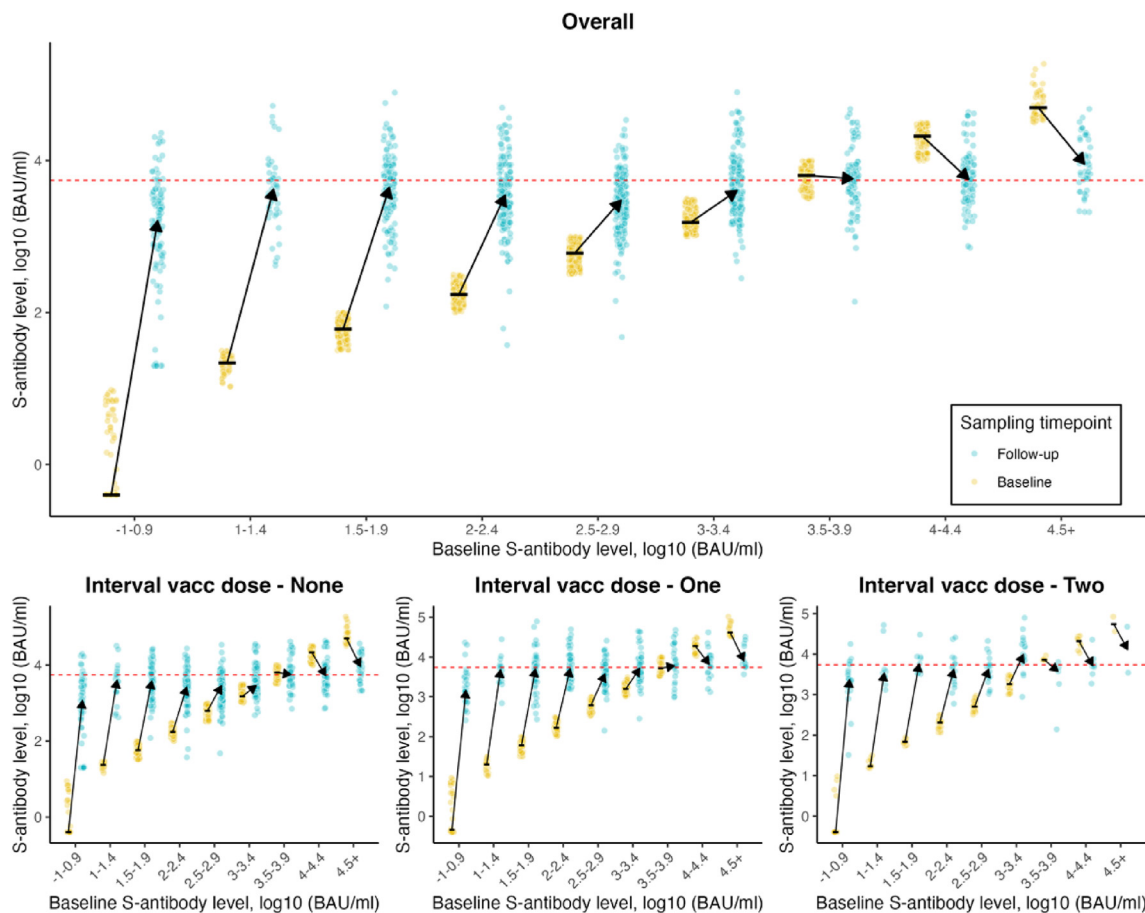 Overall
S-antibody level, log10 (BAU/ml)
4
2
0
Sampling timepoint
Follow-up
Baseline
-1-0.9 1-1.4 1.5-1.9 2-2.4 2.5-2.9 3-3.4 3.5-3.9 4-4.4 4.5+
Baseline S-antibody level, log10 (BAU/ml)
Interval vacc dose - None
S-antibody level, log10 (BAU/ml)
4
2
0
-1-0.9 1-1.4 1.5-1.9 2-2.4 2.5-2.9 3-3.4 3.5-3.9 4-4.4 4.5+
Baseline S-antibody level, log10 (BAU/ml)
Interval vacc dose - One
S-antibody level, log10 (BAU/ml)
5
4
3
2
1
0
-1-0.9 1-1.4 1.5-1.9 2-2.4 2.5-2.9 3-3.4 3.5-3.9 4-4.4 4.5+
Baseline S-antibody level, log10 (BAU/ml)
Interval vacc dose - Two
S-antibody level, log10 (BAU/ml)
5
4
3
2
1
0
-1-0.9 1-1.4 1.5-1.9 2-2.4 2.5-2.9 3-3.4 3.5-3.9 4-4.4 4.5+
Baseline S-antibody level, log10 (BAU/ml)